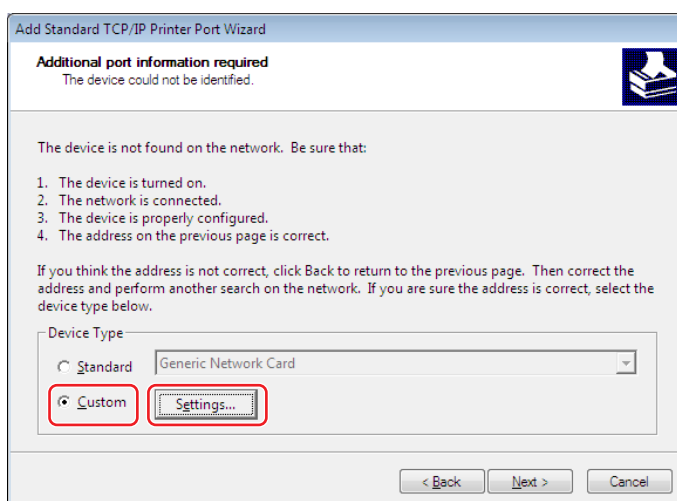 Add Standard TCP/IP Printer Port Wizard
Additional port information required
The device could not be identified.
The device is not found on the network. Be sure that:
1. The device is turned on.
2. The network is connected.
3. The device is properly configured.
4. The address on the previous page is correct.
If you think the address is not correct, click Back to return to the previous page. Then correct the
address and perform another search on the network. If you are sure the address is correct, select the
device type below.
Device Type
Standard Generic Network Card
Custom Settings...
< Back Next > Cancel